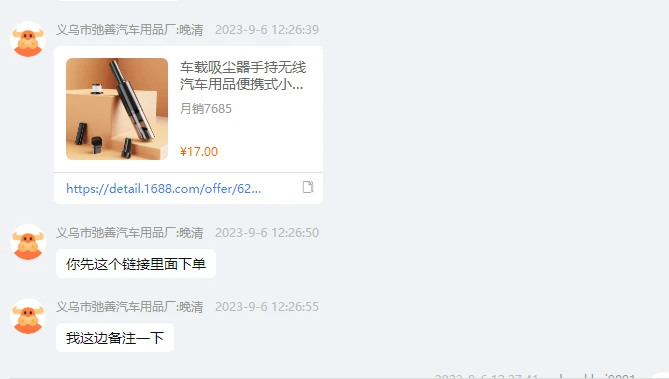 义乌市弛善汽车用品厂:晚清 2023-9-6 12:26:39
车载吸尘器手持无线
汽车用品便携式小...
月销7685
¥17.00
https://detail.1688.com/offer/62...
义乌市弛善汽车用品厂:晚清 2023-9-6 12:26:50
你先这个链接里面下单
义乌市弛善汽车用品厂:晚清 2023-9-6 12:26:55
我这边备注一下